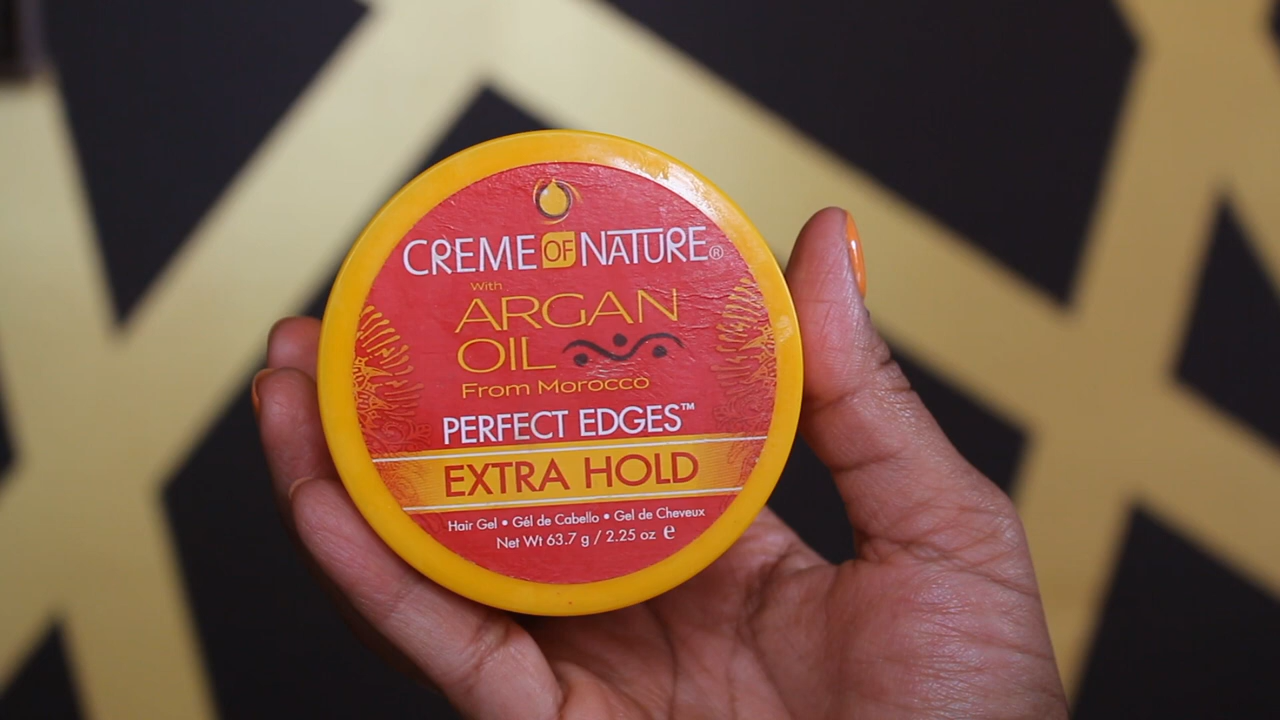 CREME OF NATURE®
With
ARGAN
OIL
From Morocco
PERFECT EDGES™
EXTRA HOLD
Hair Gel • Gél de Cabello • Gel de Cheveux
Net Wt 63.7 g / 2.25 oz ℮